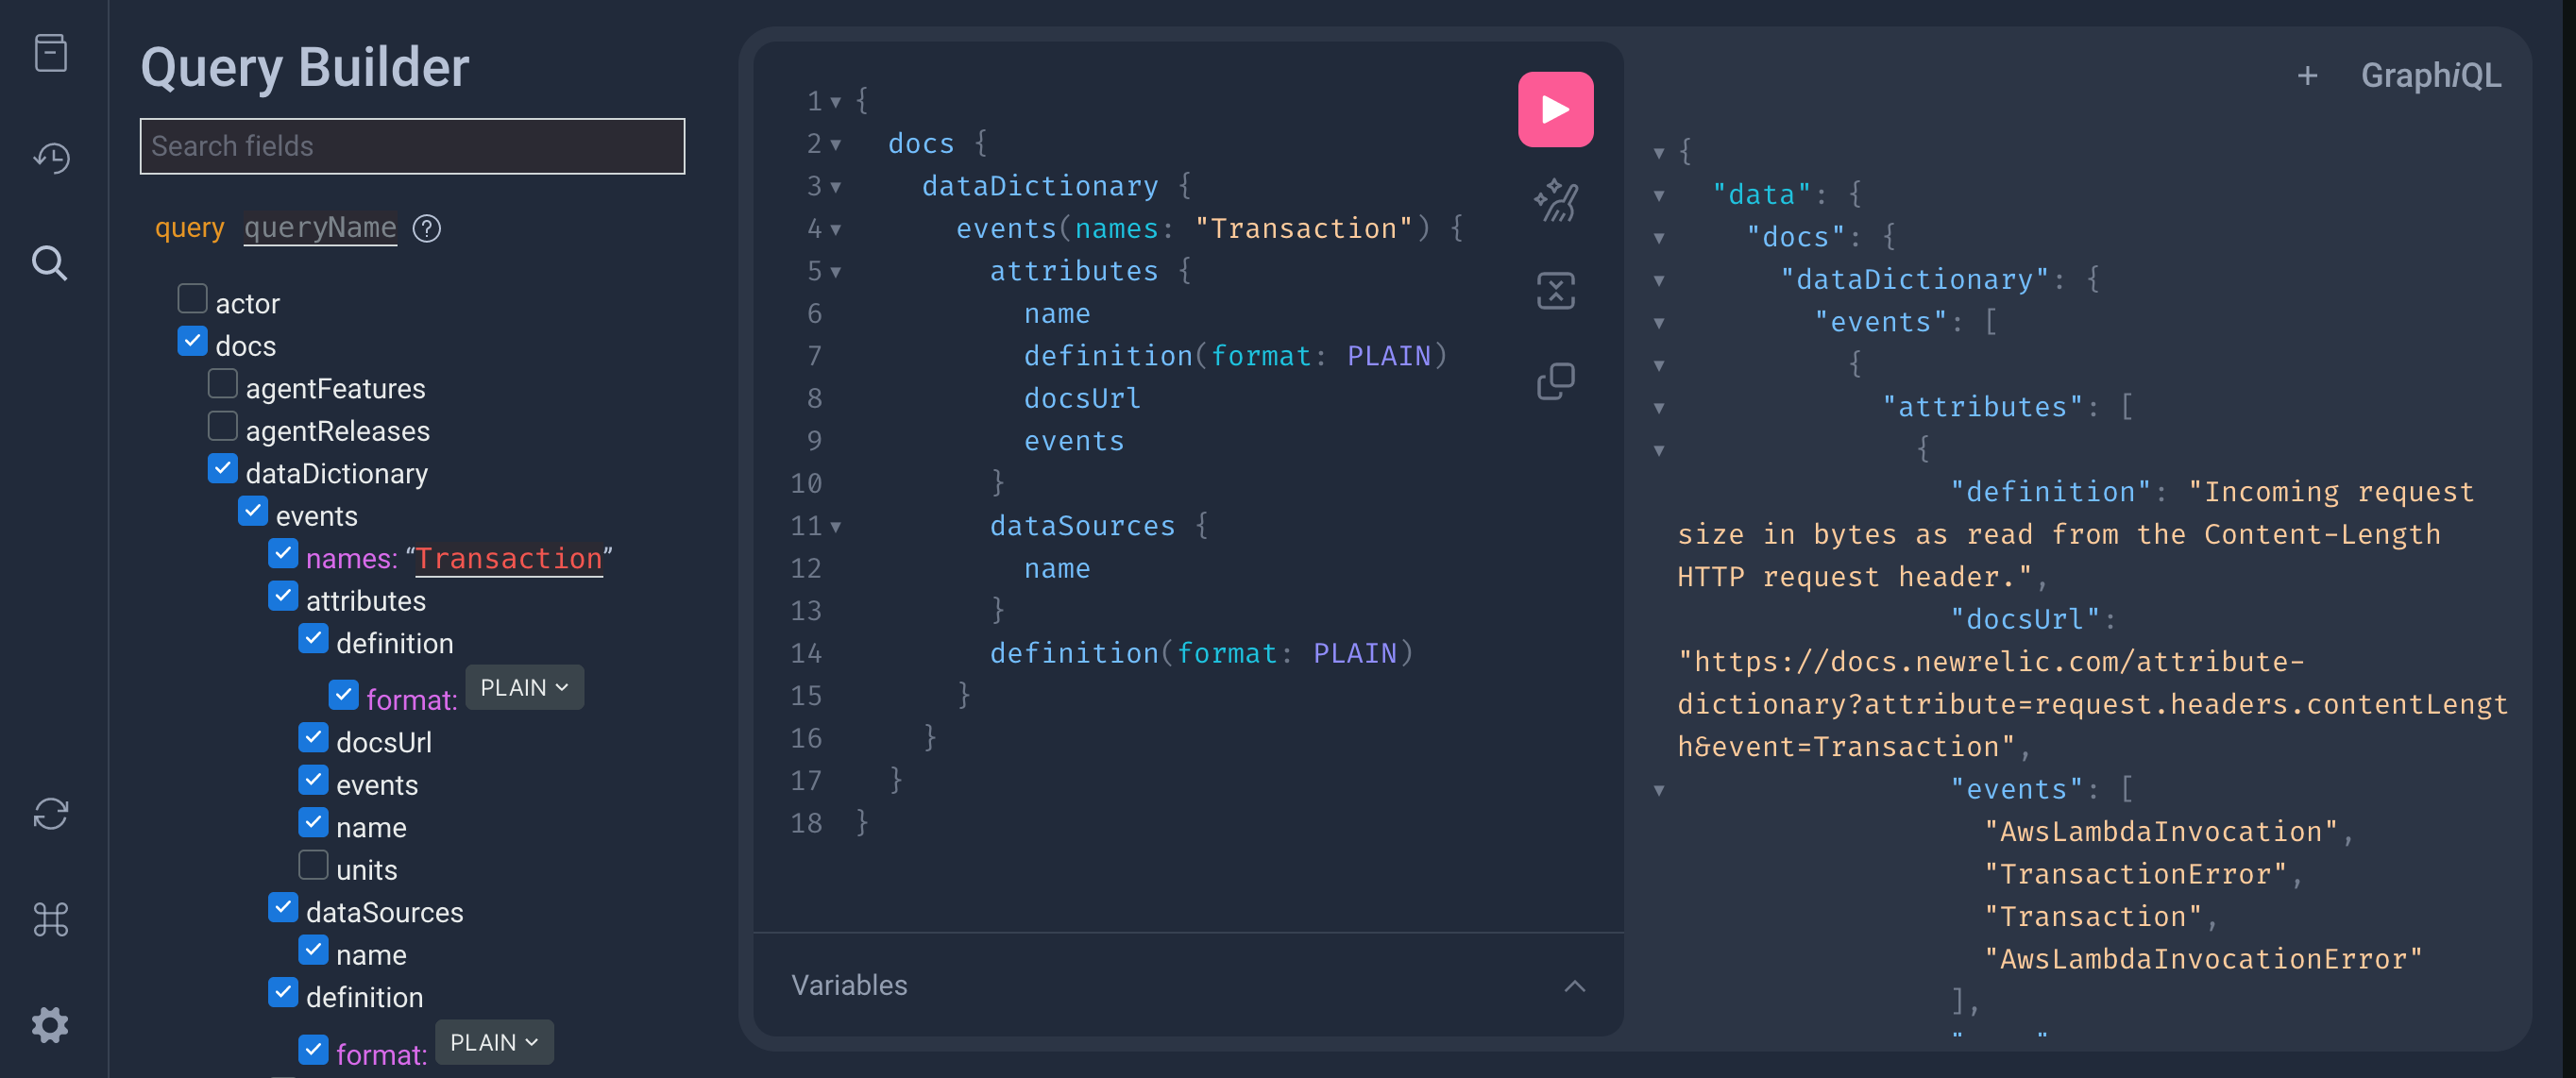 Query Builder
Search fields
query queryName ?
actor
docs
agentFeatures
agentReleases
dataDictionary
events
names: “Transaction”
attributes
definition
format: PLAIN
docsUrl
events
name
units
dataSources
name
definition
format: PLAIN
1 {
2 docs {
3 dataDictionary {
4 events(names: "Transaction") {
5 attributes {
6 name
7 definition(format: PLAIN)
8 docsUrl
9 events
10 }
11 dataSources {
12 name
13 }
14 definition(format: PLAIN)
15 }
16 }
17 }
18 }
Variables
+ GraphiQL
{
"data": {
"docs": {
"dataDictionary": {
"events": [
{
"attributes": [
{
"definition": "Incoming request
size in bytes as read from the Content-Length
HTTP request header.",
"docsUrl":
"https://docs.newrelic.com/attribute-
dictionary?attribute=request.headers.contentLengt
h&event=Transaction",
"events": [
"AwsLambdaInvocation",
"TransactionError",
"Transaction",
"AwsLambdaInvocationError"
],